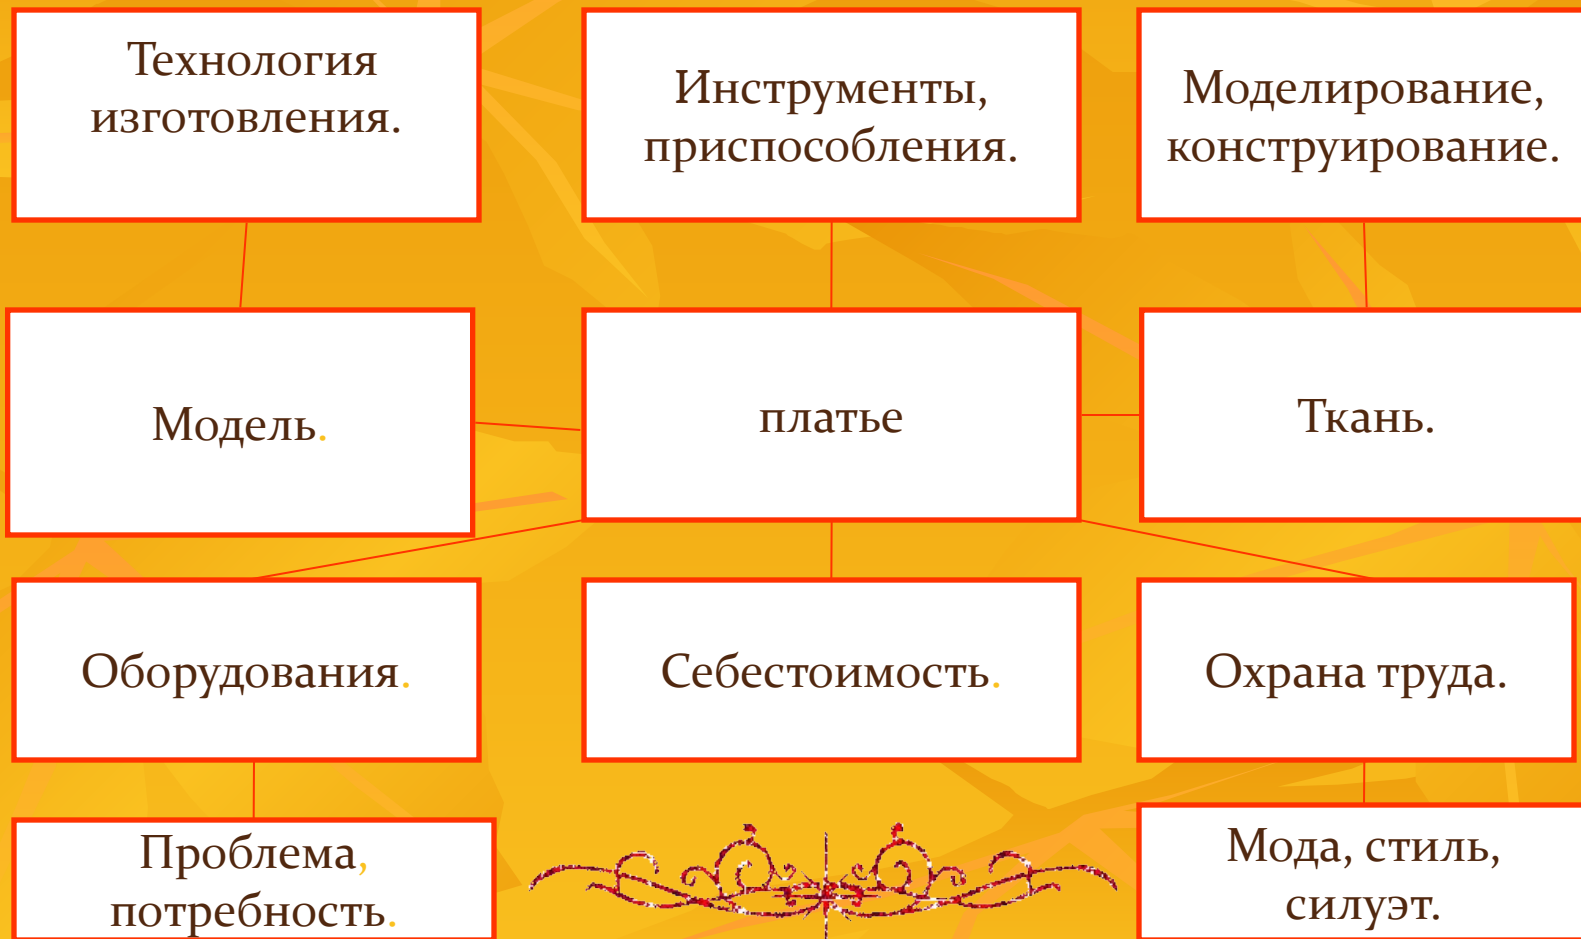 Технология
изготовления.
Инструменты,
приспособления.
Моделирование,
конструирование.
Модель.
платье
Ткань.
Оборудования.
Себестоимость.
Охрана труда.
Проблема,
потребность.
Мода, стиль,
силуэт.